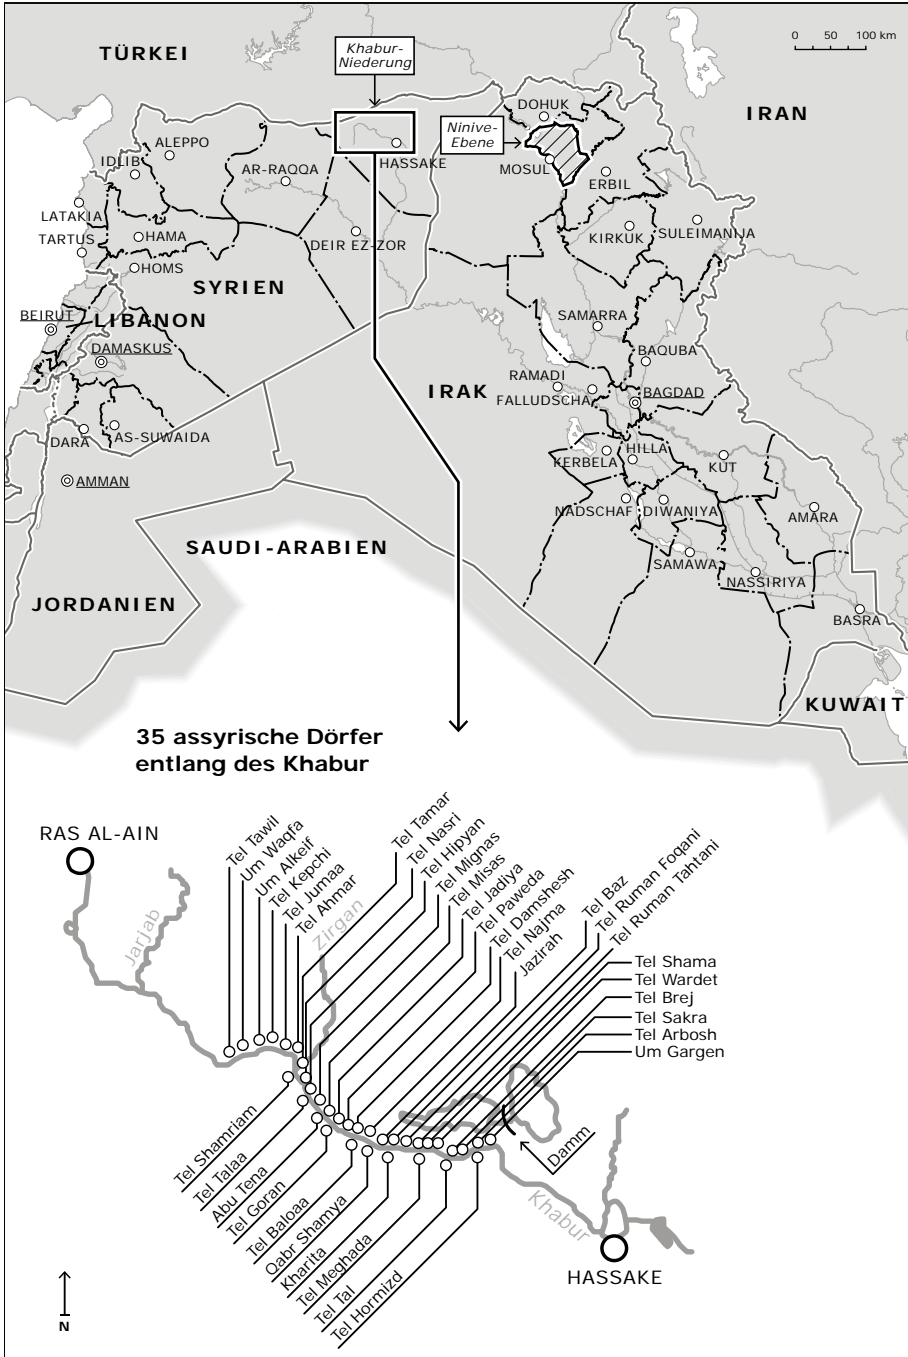 TÜRKEI
Khabur-
Niederung
0 50 100 km
IRAN
DOHUK
Ninive-
Ebene
ALEPPO
IDLIB
AR-RAQQA
HASSAKE
MOSUL
ERBIL
LATAKIA
TARTUS
HAMA
DEIR EZ-ZOR
KIRKUK
SULEIMANIJA
HOMS
SYRIEN
SAMARRA
BEIRUT
LIBANON
DAMASKUS
BAQUBA
RAMADI
IRAK
FALLUDSCHA
BAGDAD
DARA
AS-SUWAIDA
HILLA
KERBELA
KUT
AMMAN
NADSCHAF
DIWANIYA
AMARA
SAUDI-ARABIEN
SAMAWA
NASSIRIYA
JORDANIEN
BASRA
KUWAIT
35 assyrische Dörfer
entlang des Khabur
RAS AL-AIN
Jarjab
Zirgan
Tel Tawil
Um Waqfa
Um Alkeif
Tel Kepchi
Tel Jumaa
Tel Ahmar
Tel Tamar
Tel Nasri
Tel Hipyan
Tel Mignas
Tel Misas
Tel Jadiya
Tel Paweda
Tel Damshesh
Tel Najma
Jazirah
Tel Baz
Tel Ruman Foqani
Tel Ruman Tahtani
Tel Shama
Tel Wardet
Tel Brej
Tel Sakra
Tel Arbosh
Um Gargen
Tel Shamriam
Tel Talaa
Abu Tena
Tel Goran
Tel Baloaa
Qabr Shamya
Kharita
Tel Meghada
Tel Tal
Tel Hormizd
Damm
Khabur
HASSAKE
N